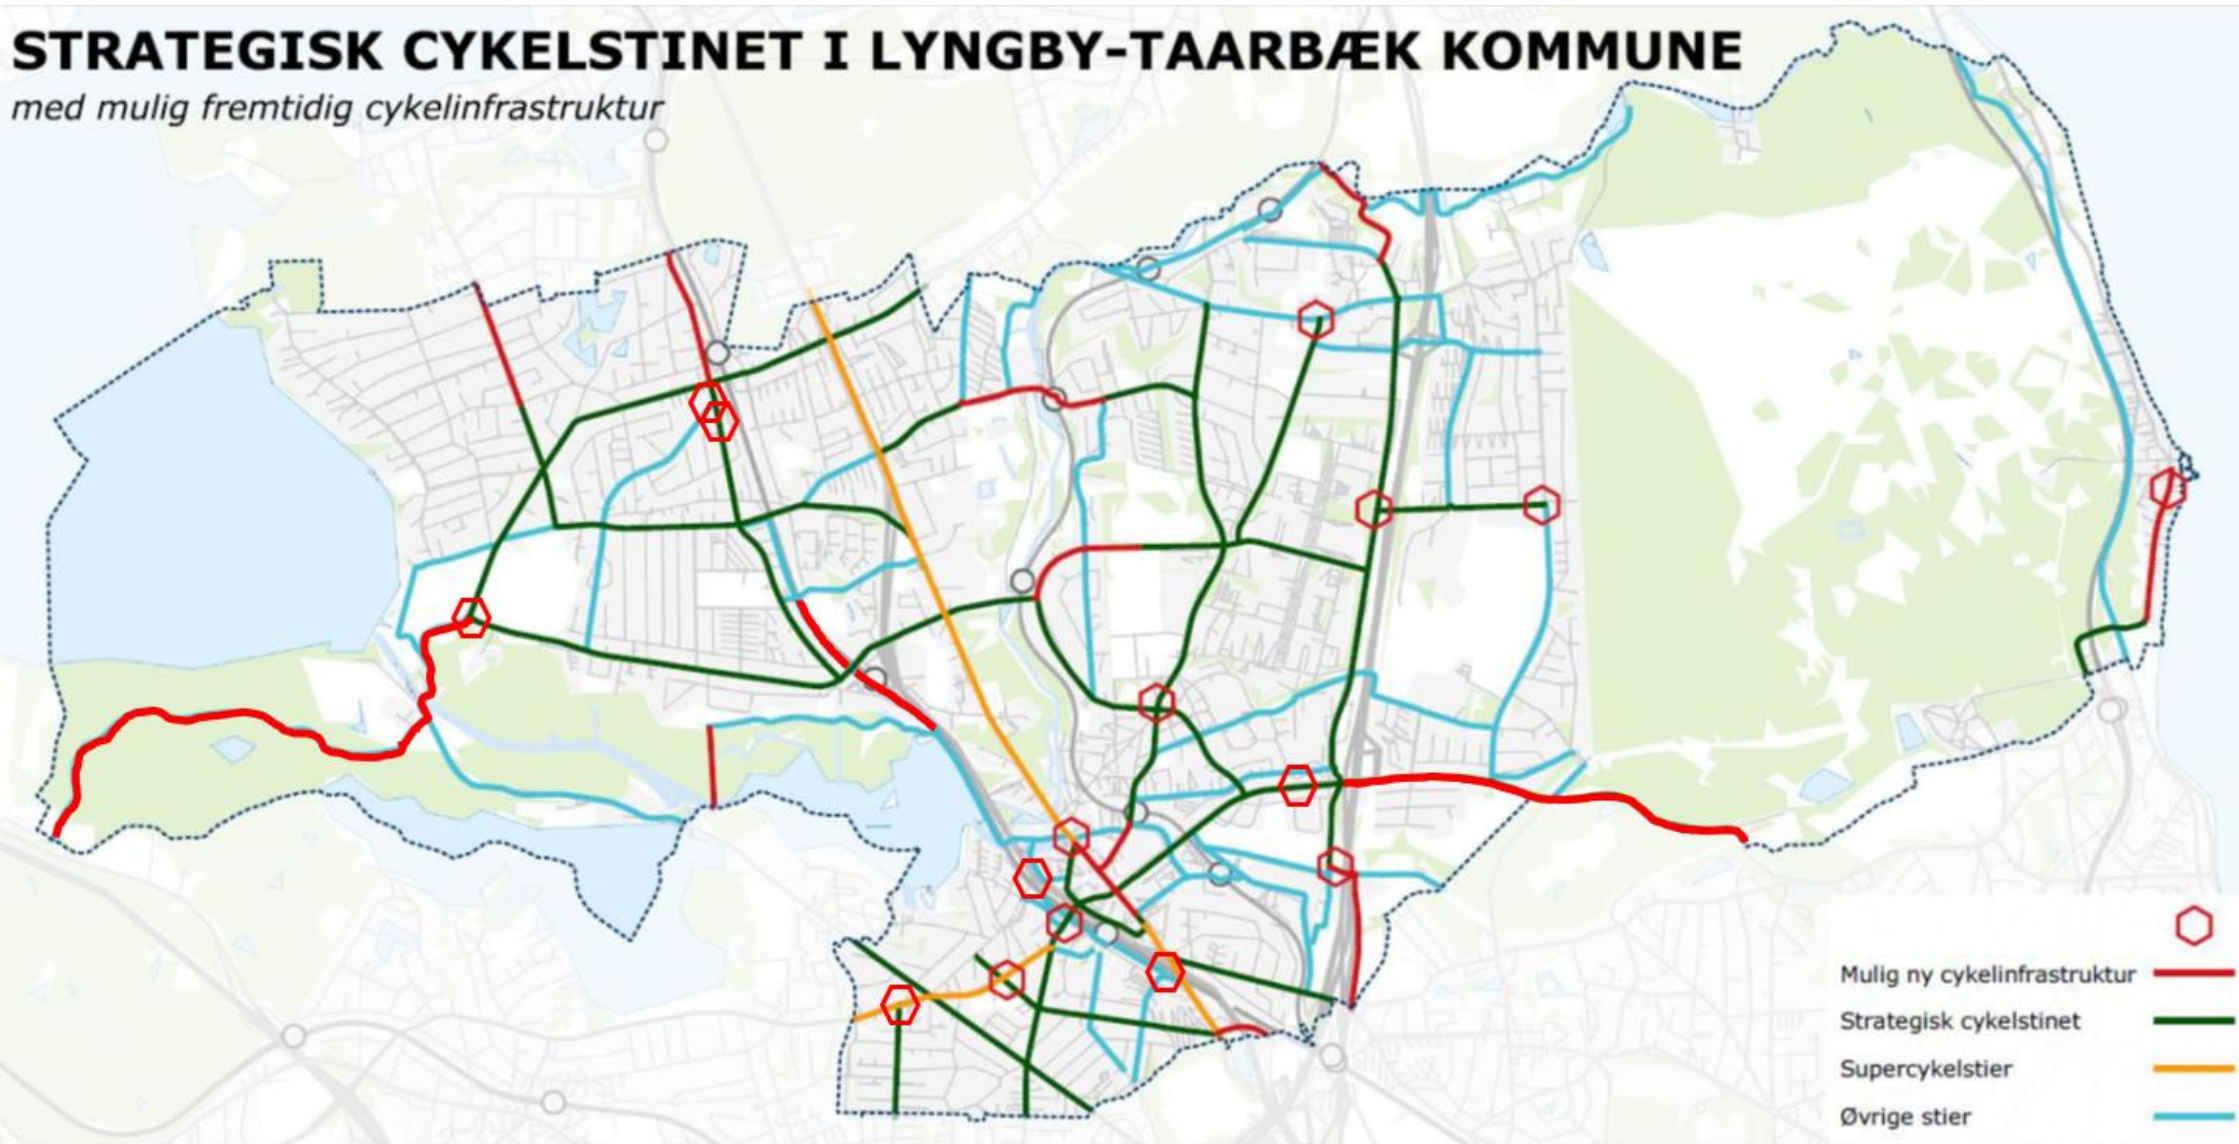 STRATEGISK CYKELSTINET I LYNGBY-TAARBÆK KOMMUNE
med mulig fremtidig cykelinfrastruktur
Mulig ny cykelinfrastruktur
Strategisk cykelstinet
Supercykelstier
Øvrige stier